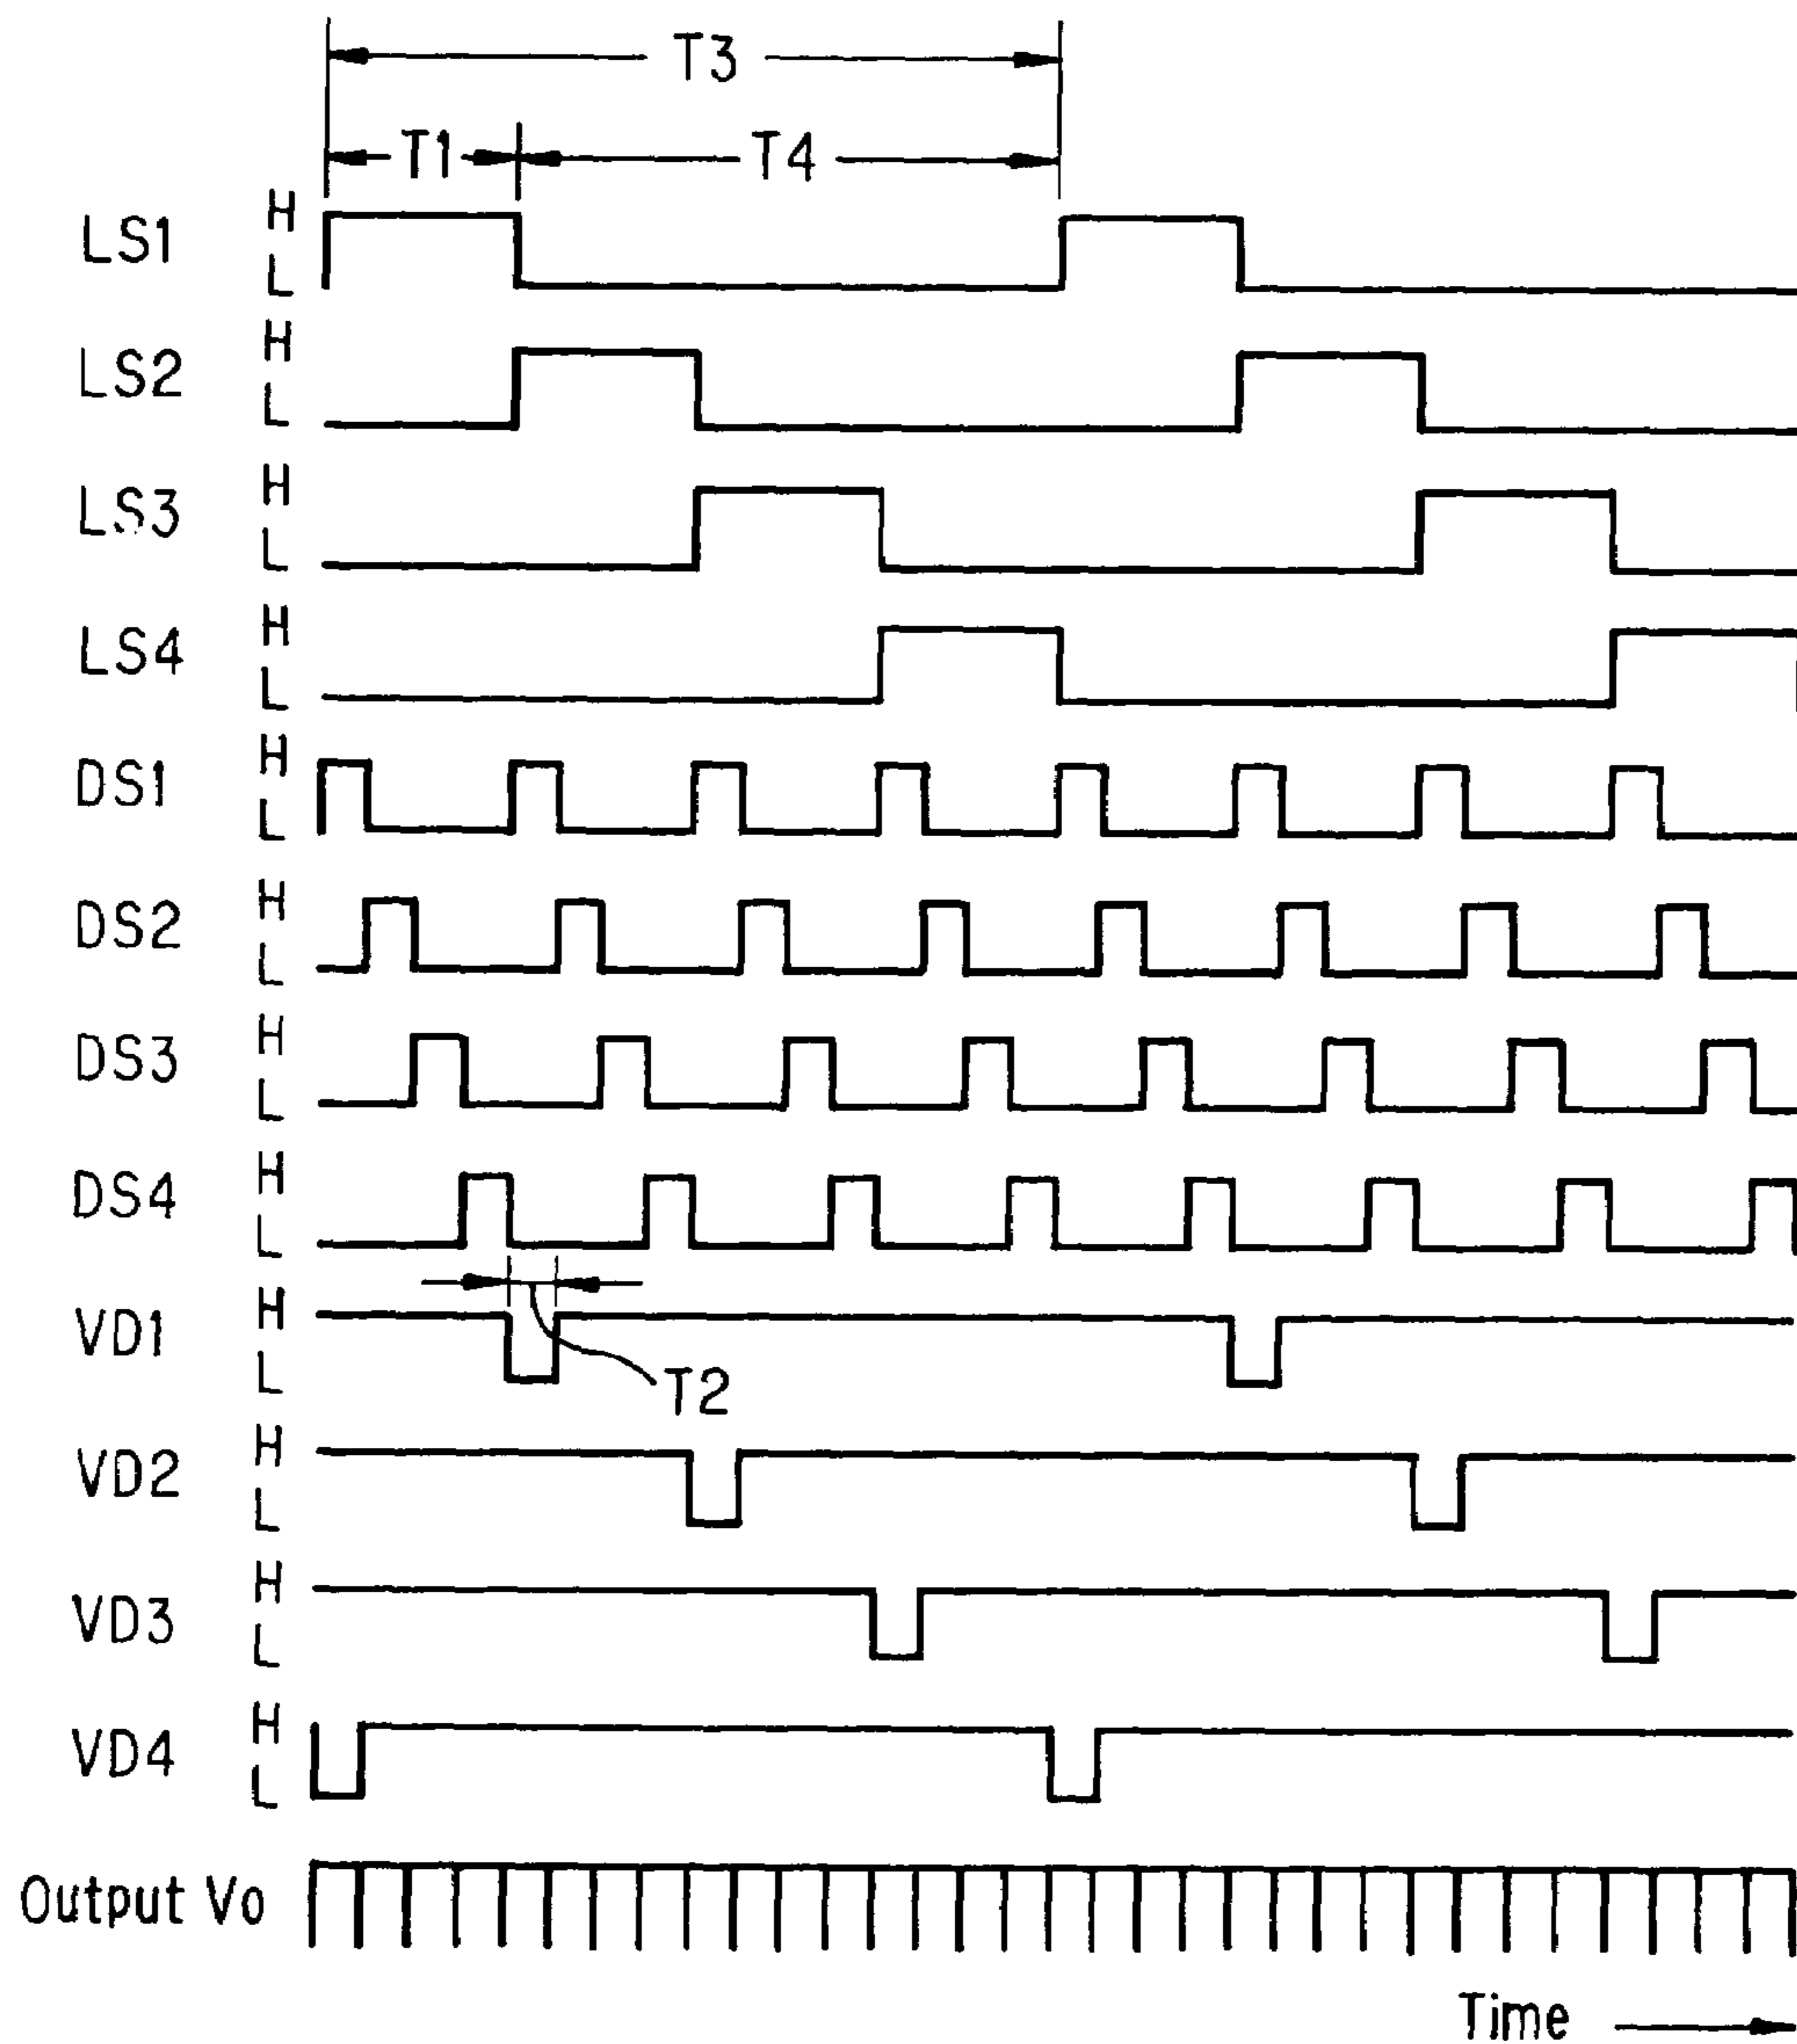 T3
T1 T4
LS1 H L
LS2 H L
LS3 H L
LS4 H L
DS1 H L
DS2 H L
DS3 H L
DS4 H L
VD1 H L
T2
VD2 H L
VD3 H L
VD4 H L
Output Vo
Time